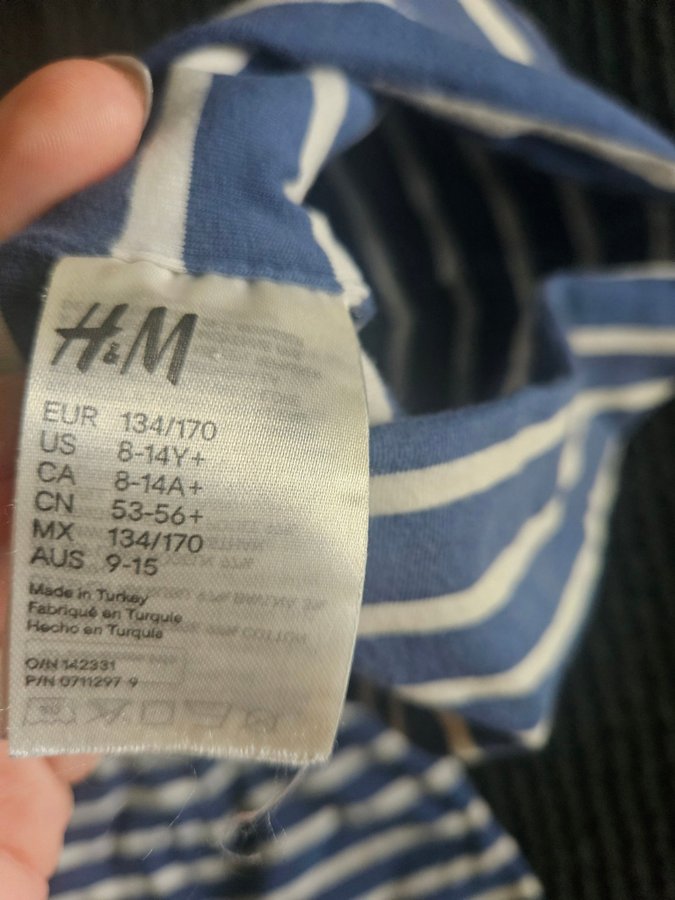 H&M
EUR 134/170
US 8-14Y+
CA 8-14A+
CN 53-56+
MX 134/170
AUS 9-15
Made in Turkey
Fabriqué en Turquie
Hecho en Turquía
O/N 142331
P/N 0711297 9